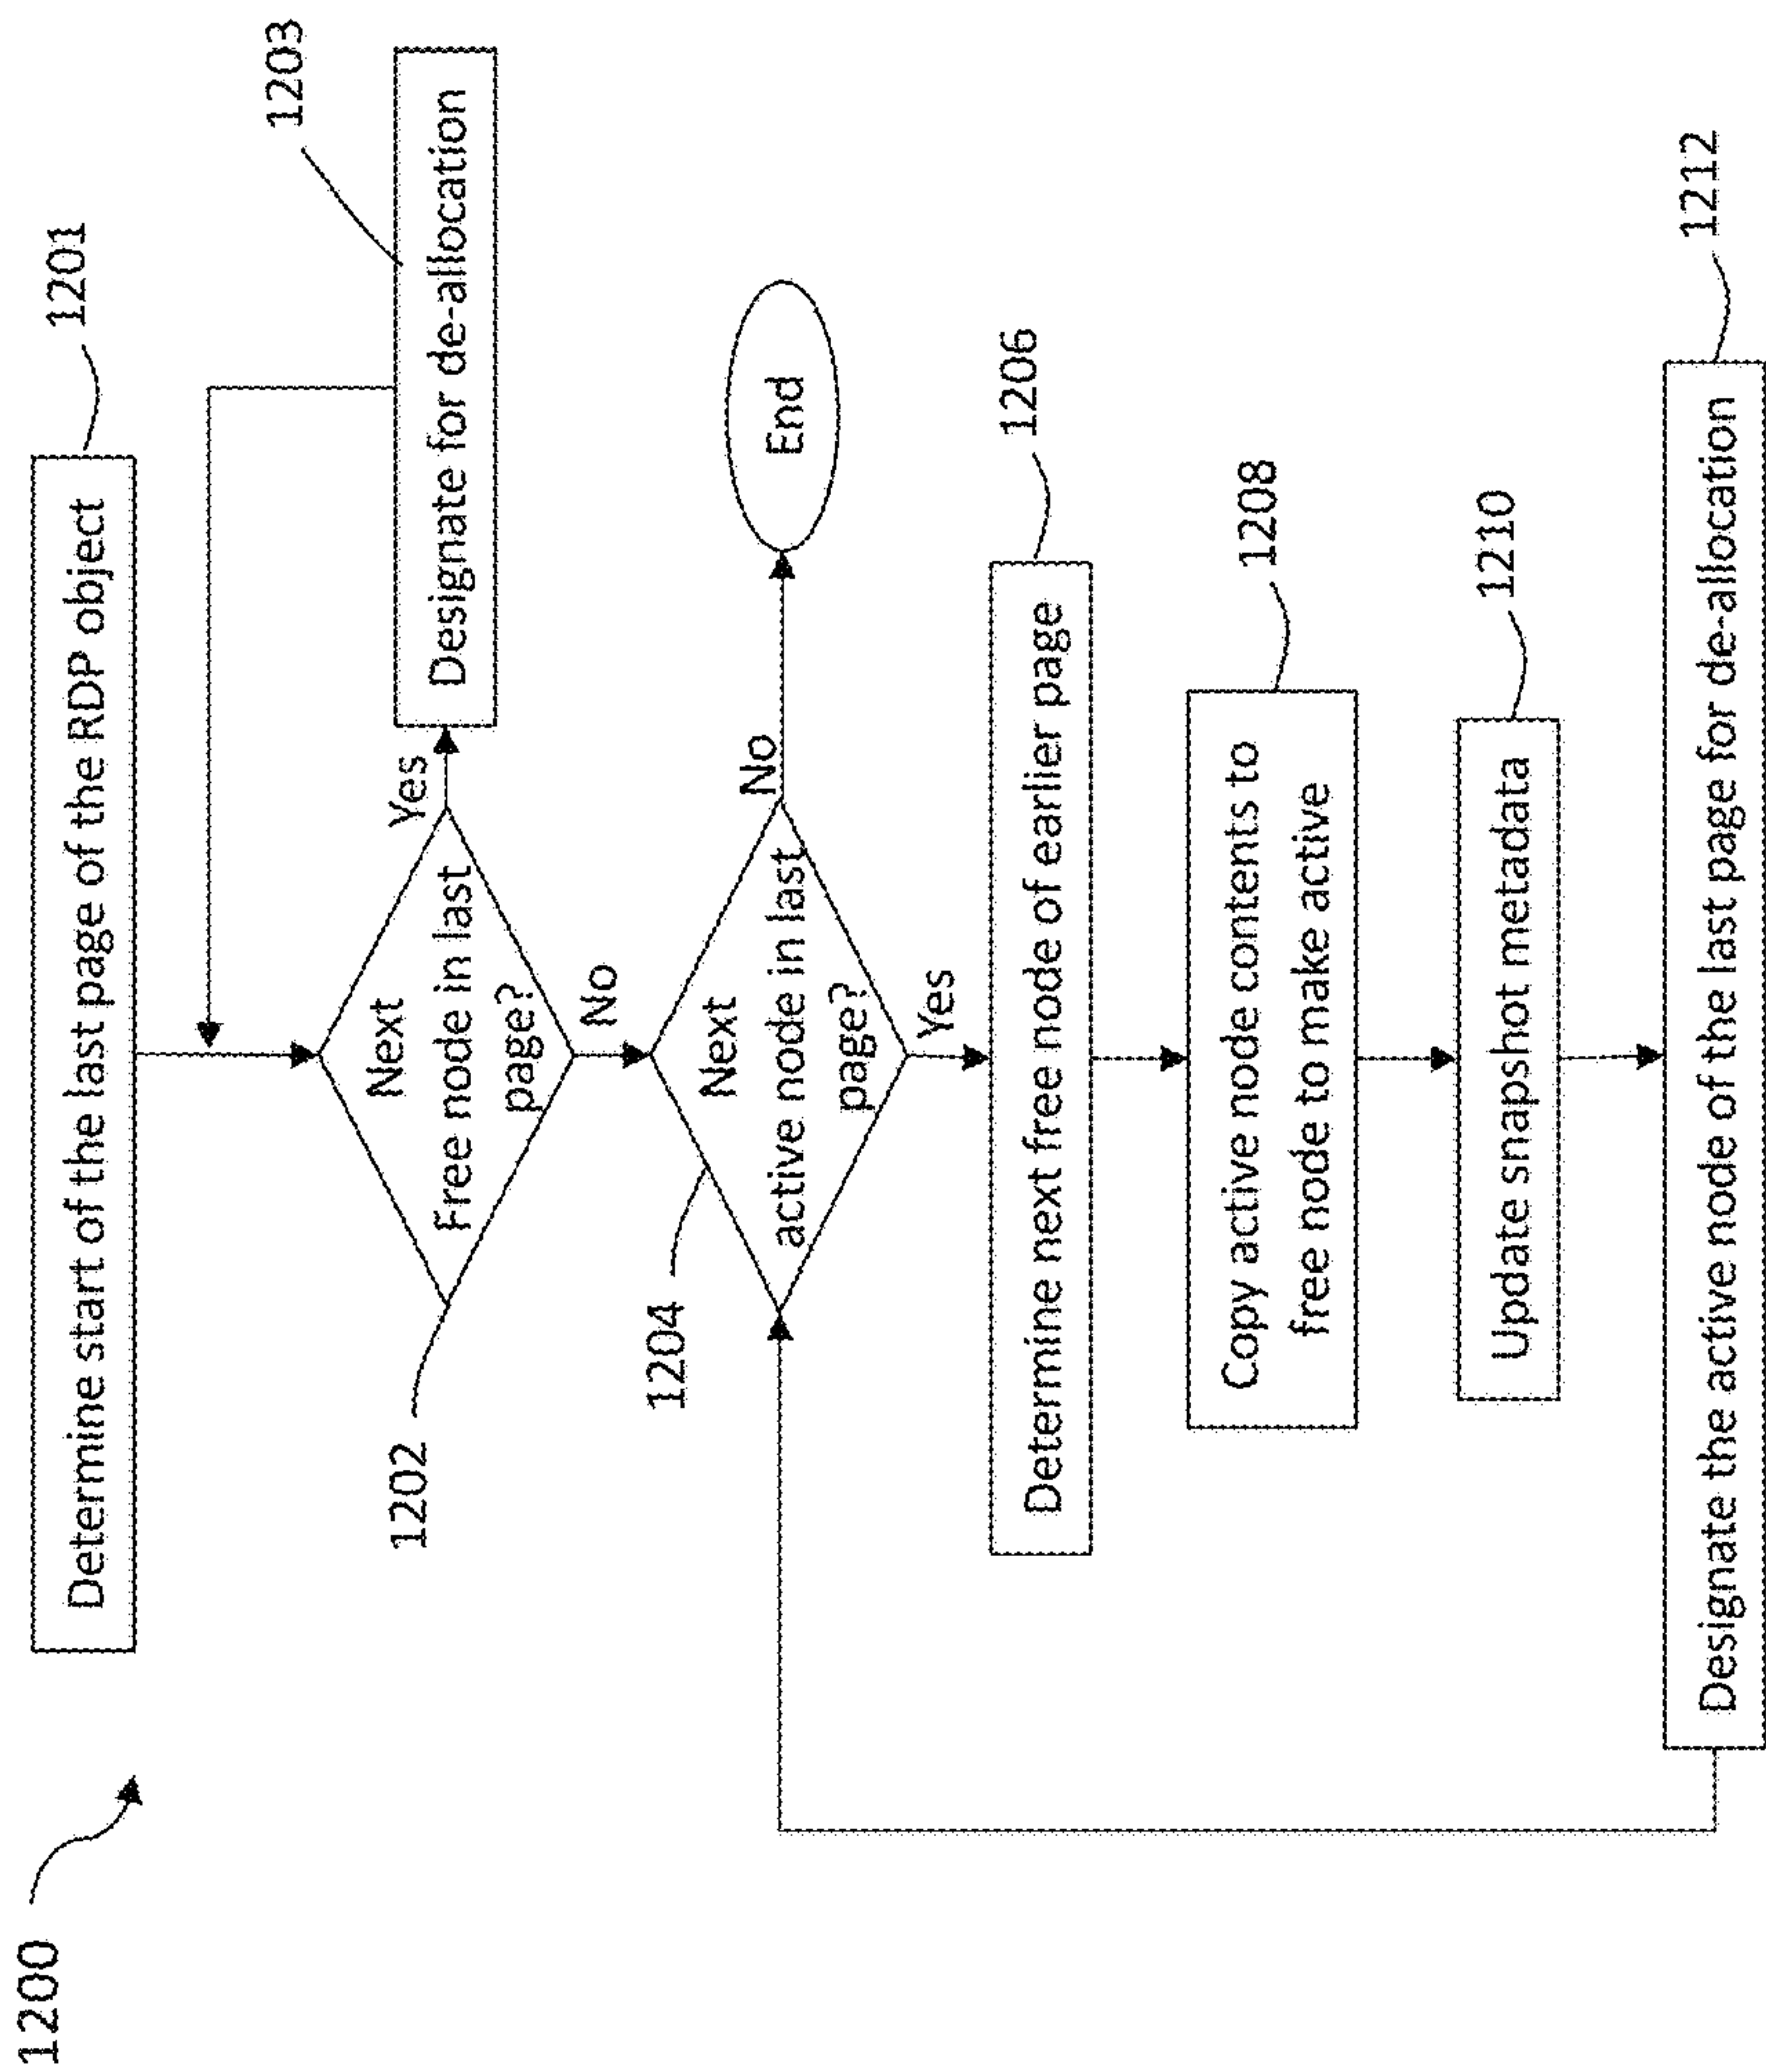 1200
Determine start of the last page of the RDP object
1201
Next
Free node in last
page?
1202
Yes
Designate for de-allocation
1203
No
Next
active node in last
page?
1204
No
End
Yes
Determine next free node of earlier page
1206
Copy active node contents to
free node to make active
1208
Update snapshot metadata
1210
Designate the active node of the last page for de-allocation
1212